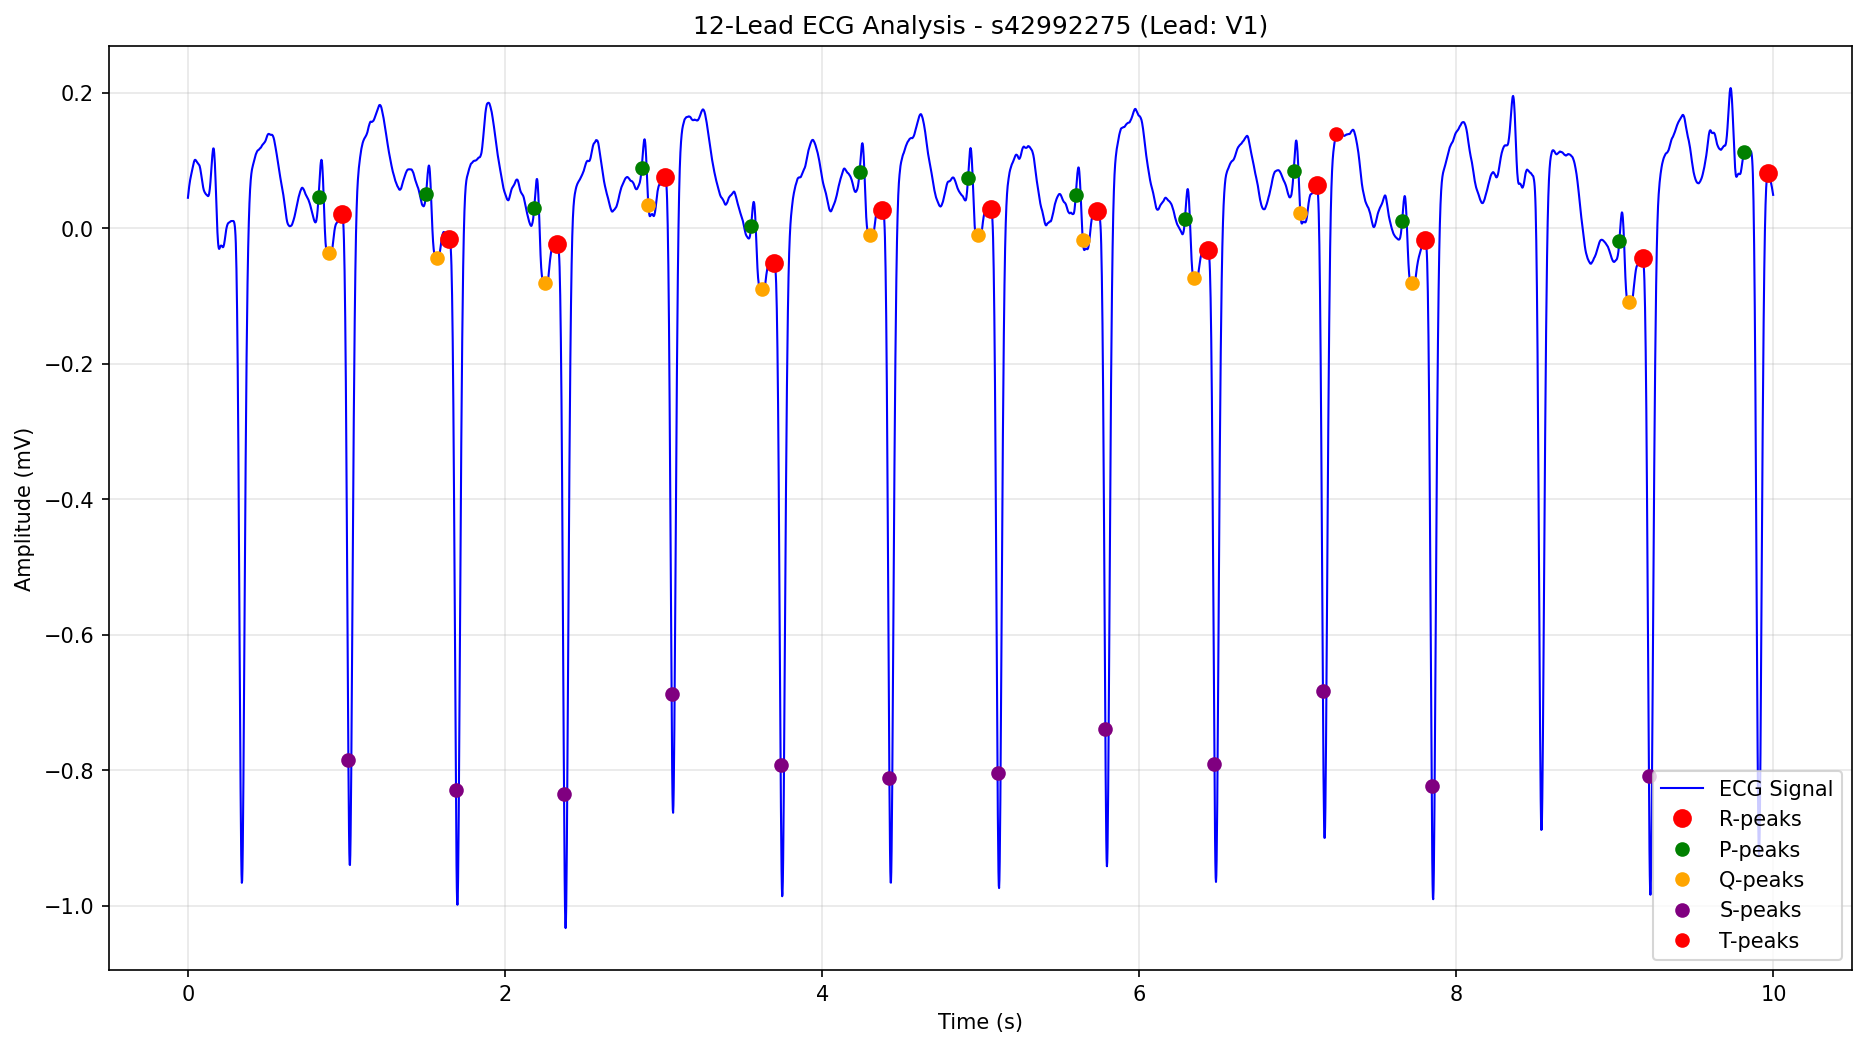 12-Lead ECG Analysis - s42992275 (Lead: V1)
Amplitude (mV)
0.2
0.0
−0.2
−0.4
−0.6
−0.8
−1.0
ECG Signal
R-peaks
P-peaks
Q-peaks
S-peaks
T-peaks
0 2 4 6 8 10
Time (s)